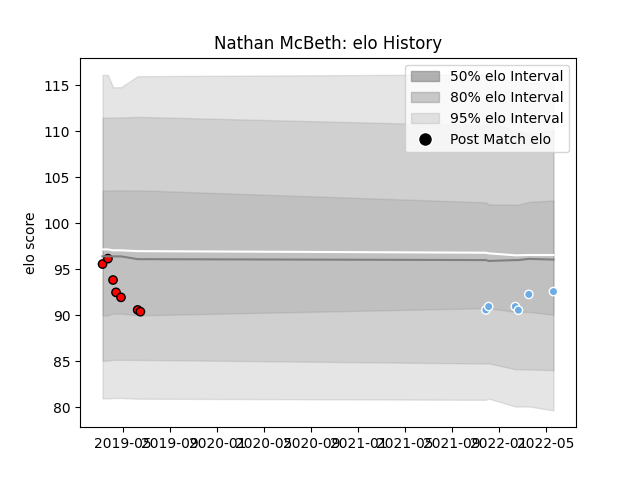 Nathan McBeth: elo History
50% elo Interval
80% elo Interval
95% elo Interval
Post Match elo
elo score
115
110
105
100
95
90
85
80
2019-05 2019-09 2020-01 2020-05 2020-09 2021-01 2021-05 2021-09 2022-01 2022-05